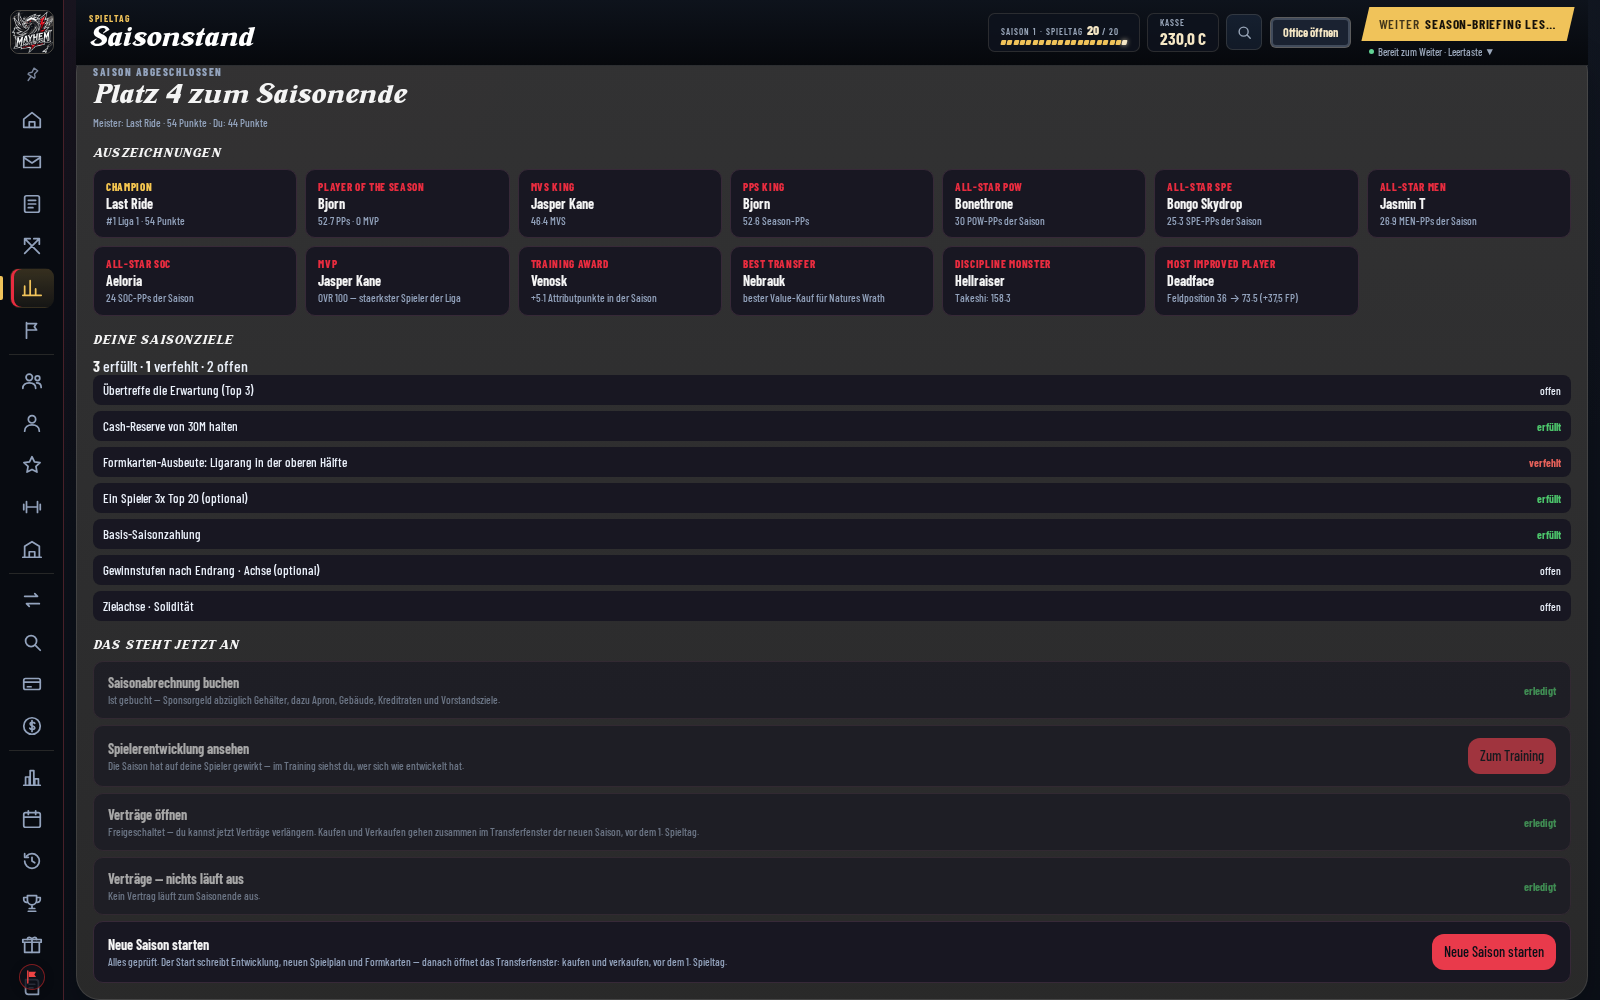 MAYHEM
SPIELTAG
Saisonstand
SAISON 1 · SPIELTAG 20 / 20
KASSE
230,0 C
Office öffnen
WEITER SEASON-BRIEFING LES...
Bereit zum Weiter · Leertaste ▼
SAISON ABGESCHLOSSEN
Platz 4 zum Saisonende
Meister: Last Ride · 54 Punkte · Du: 44 Punkte
AUSZEICHNUNGEN
CHAMPION
Last Ride
#1 Liga 1 · 54 Punkte
PLAYER OF THE SEASON
Bjorn
52.7 PPs · 0 MVP
MVS KING
Jasper Kane
46.4 MVS
PPS KING
Bjorn
52.6 Season-PPs
ALL-STAR POW
Bonethrone
30 POW-PPs der Saison
ALL-STAR SPE
Bongo Skydrop
25.3 SPE-PPs der Saison
ALL-STAR MEN
Jasmin T
26.9 MEN-PPs der Saison
ALL-STAR SOC
Aeloria
24 SOC-PPs der Saison
MVP
Jasper Kane
OVR 100 — staerkster Spieler der Liga
TRAINING AWARD
Venosk
+5.1 Attributpunkte in der Saison
BEST TRANSFER
Nebrauk
bester Value-Kauf für Natures Wrath
DISCIPLINE MONSTER
Hellraiser
Takeshi: 158.3
MOST IMPROVED PLAYER
Deadface
Feldposition 36 → 73.5 (+37,5 FP)
DEINE SAISONZIELE
3 erfüllt · 1 verfehlt · 2 offen
Übertreffe die Erwartung (Top 3) offen
Cash-Reserve von 30M halten erfüllt
Formkarten-Ausbeute: Ligarang in der oberen Hälfte verfehlt
Ein Spieler 3x Top 20 (optional) erfüllt
Basis-Saisonzahlung erfüllt
Gewinnstufen nach Endrang · Achse (optional) offen
Zielachse · Solidität offen
DAS STEHT JETZT AN
Saisonabrechnung buchen
Ist gebucht — Sponsorgeld abzüglich Gehälter, dazu Apron, Gebäude, Kreditraten und Vorstandsziele.
erledigt
Spielerentwicklung ansehen
Die Saison hat auf deine Spieler gewirkt — im Training siehst du, wer sich wie entwickelt hat.
Zum Training
Verträge öffnen
Freigeschaltet — du kannst jetzt Verträge verlängern. Kaufen und Verkaufen gehen zusammen im Transferfenster der neuen Saison, vor dem 1. Spieltag.
erledigt
Verträge — nichts läuft aus
Kein Vertrag läuft zum Saisonende aus.
erledigt
Neue Saison starten
Alles geprüft. Der Start schreibt Entwicklung, neuen Spielplan und Formkarten — danach öffnet das Transferfenster: kaufen und verkaufen, vor dem 1. Spieltag.
Neue Saison starten